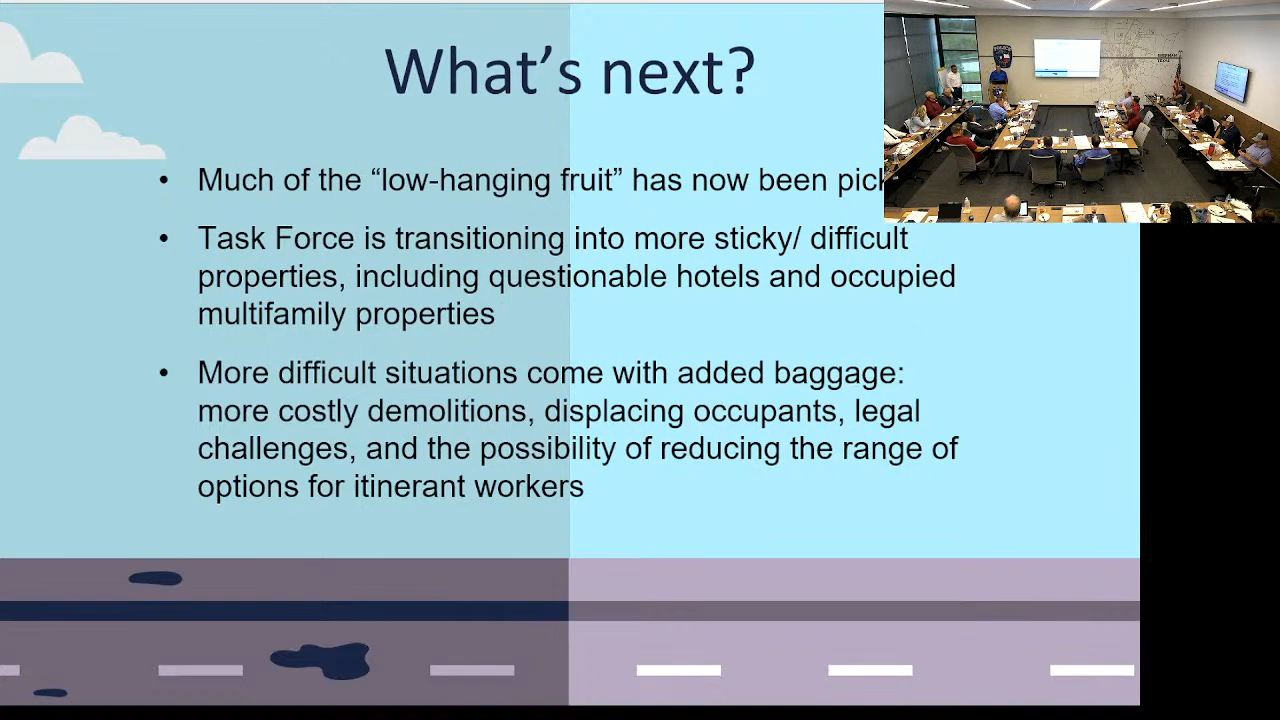 What's next?
• Much of the “low-hanging fruit” has now been
• Task Force is transitioning into more sticky/ difficult
properties, including questionable hotels and occupied
multifamily properties
• More difficult situations come with added baggage:
more costly demolitions, displacing occupants, legal
challenges, and the possibility of reducing the range of
options for itinerant workers
POLICE